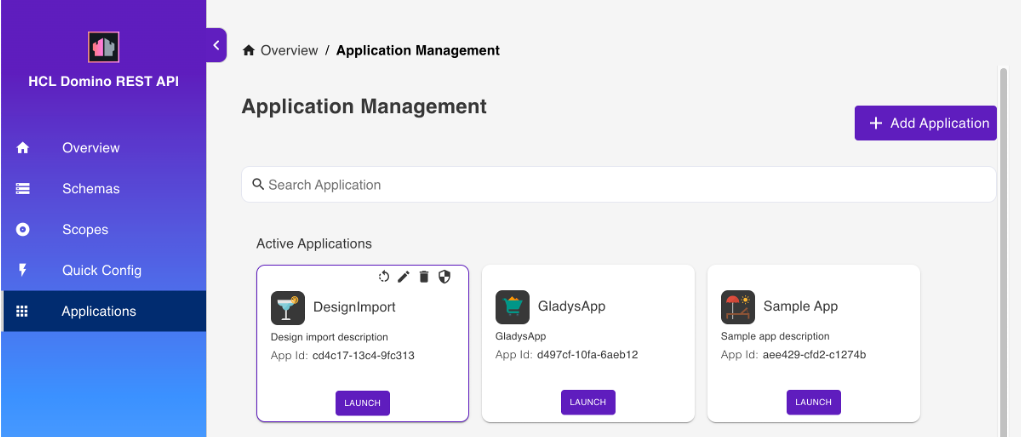 HCL Domino REST API
Overview
Schemas
Scopes
Quick Config
Applications
Overview / Application Management
Application Management
+ Add Application
Search Application
Active Applications
DesignImport
Design import description
App Id: cd4c17-13c4-9fc313
LAUNCH
GladysApp
GladysApp
App Id: d497cf-10fa-6aeb12
LAUNCH
Sample App
Sample app description
App Id: aee429-cfd2-c1274b
LAUNCH